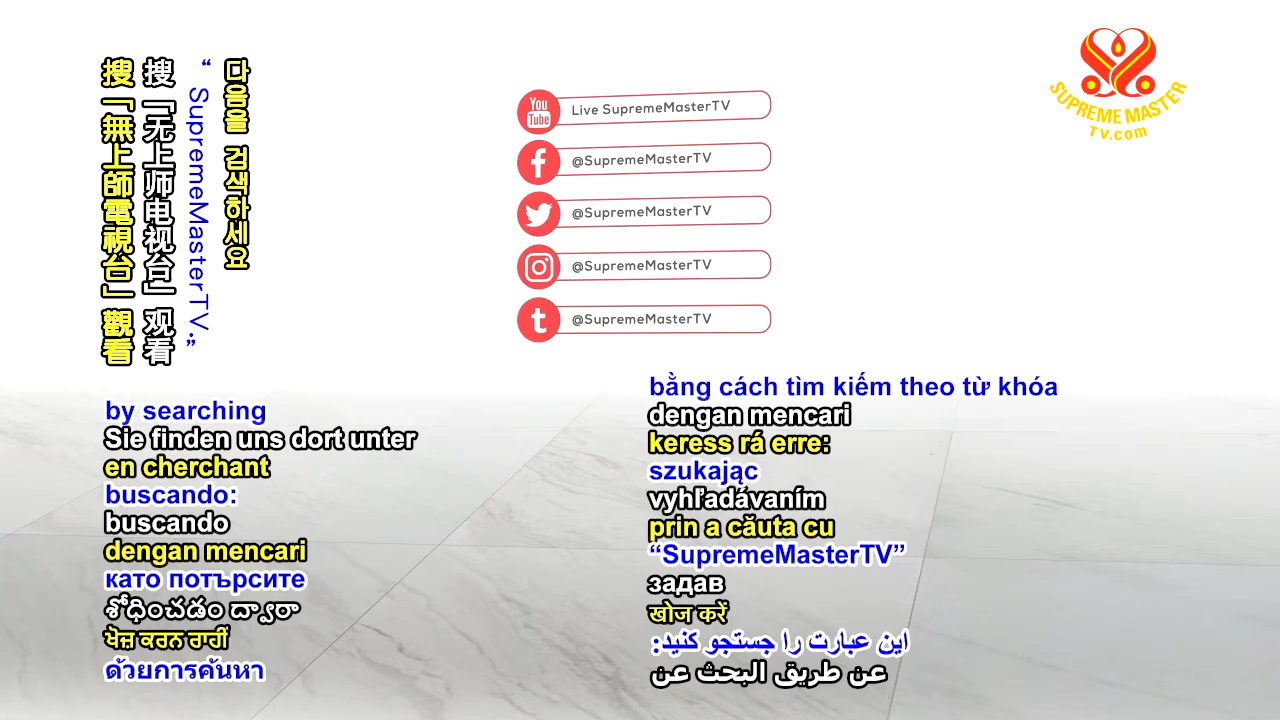 搜「無上師電視台」觀看
搜「无上师电视台」观看
“ SupremeMasterTV.”
다음을 검색하세요
You Tube
Live SupremeMasterTV
@SupremeMasterTV
@SupremeMasterTV
@SupremeMasterTV
@SupremeMasterTV
SUPREME MASTER
TV.com
by searching
Sie finden uns dort unter
en cherchant
buscando:
buscando
dengan mencari
като потърсите
శోధించడం ద్వారా
ਖੋਜ਼ ਕਰਨ ਰਾਹੀਂ
ด้วยการค้นหา
bằng cách tìm kiếm theo từ khóa
dengan mencari
keress rá erre:
szukając
vyhľadávaním
prin a căuta cu
“SupremeMasterTV”
задав
खोज करें
این عبارت را جستجو کنید:
عن طريق البحث عن